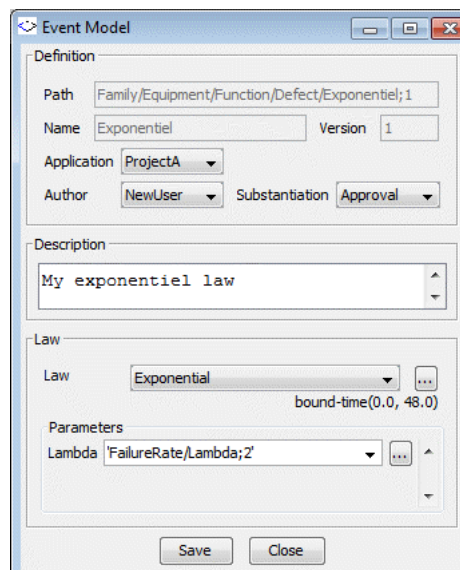 Event Model
Definition
Path Family/Equipment/Function/Defect/Exponentiel;1
Name Exponentiel Version 1
Application ProjectA
Author NewUser Substantiation Approval
Description
My exponentiel law
Law
Law Exponential ...
bound-time(0.0, 48.0)
Parameters
Lambda 'FailureRate/Lambda;2' ...
Save Close